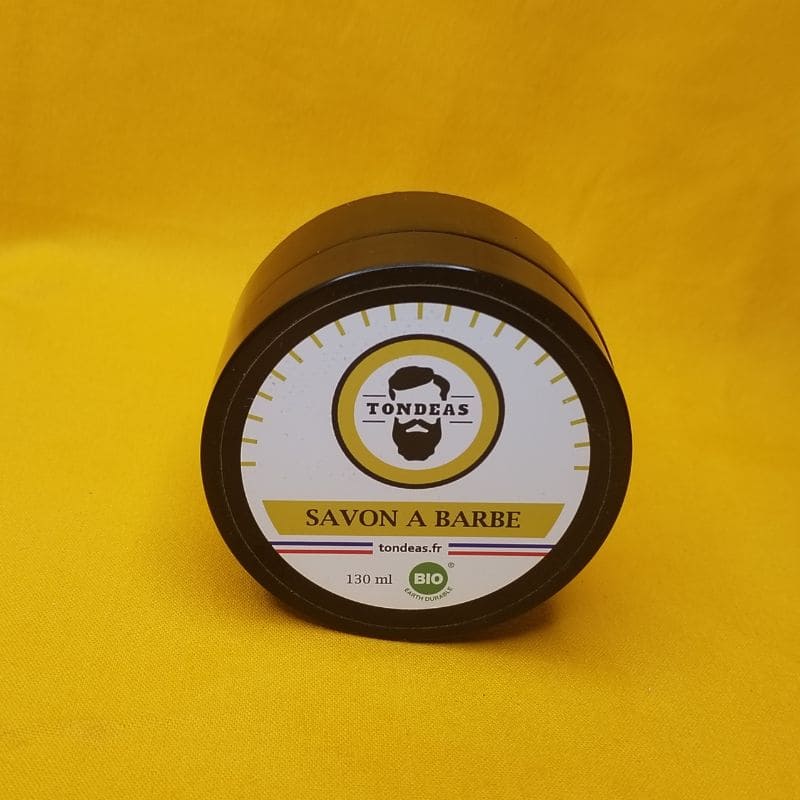 TONDEAS
SAVON A BARBE
tondeas.fr
130 ml
BIO ®
EARTH DURABLE